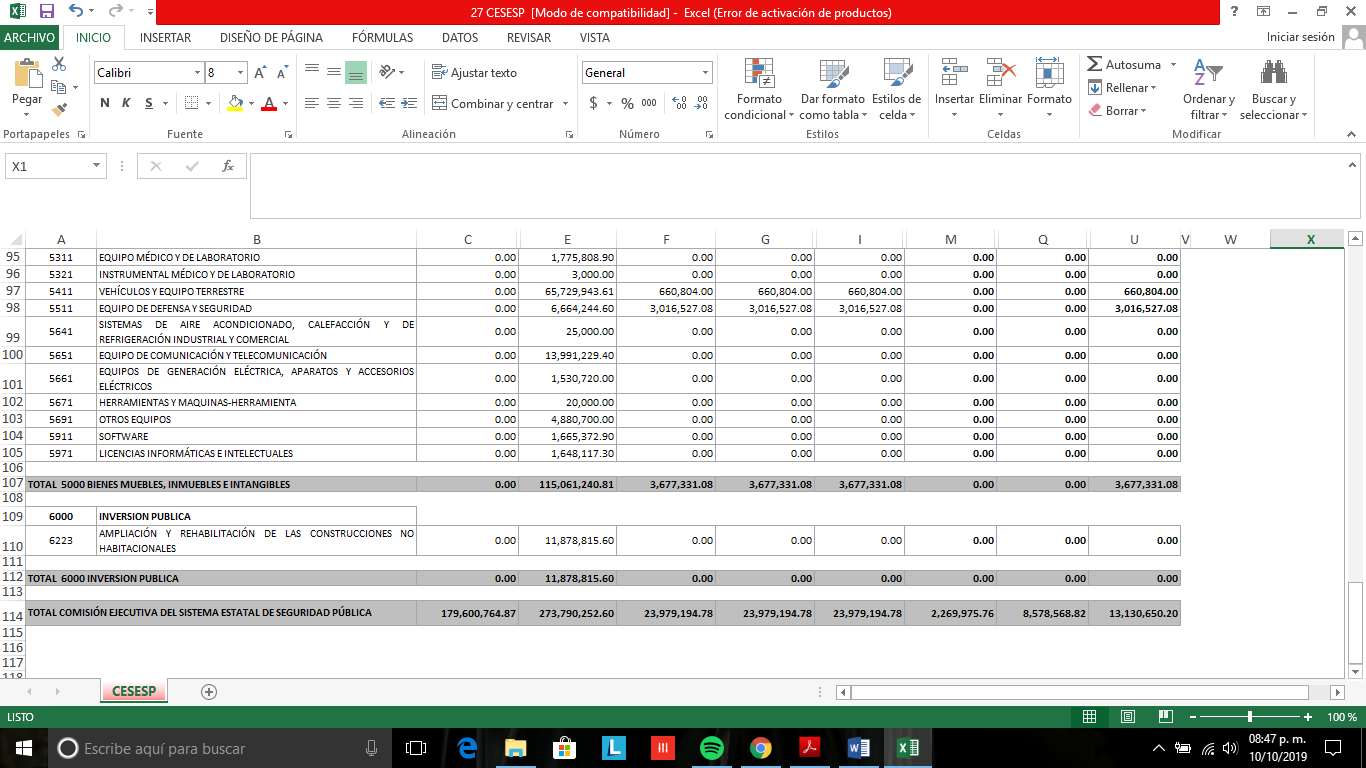 27 CESESP [Modo de compatibilidad] - Excel (Error de activación de productos)
ARCHIVO INICIO INSERTAR DISEÑO DE PÁGINA FÓRMULAS DATOS REVISAR VISTA Iniciar sesión
Calibri 8 Ajustar texto General Autosuma
Rellenar
Pegar N K S A Combinar y centrar $ % 000 Formato Dar formato Estilos de Insertar Eliminar Formato Borrar Ordenar y Buscar y
condicional como tabla celda filtrar seleccionar
Portapapeles Fuente Alineación Número Estilos Celdas Modificar
X1 fx
A B C E F G I M Q U V W X
95 5311 EQUIPO MÉDICO Y DE LABORATORIO 0.00 1,775,808.90 0.00 0.00 0.00 0.00 0.00 0.00
96 5321 INSTRUMENTAL MÉDICO Y DE LABORATORIO 0.00 3,000.00 0.00 0.00 0.00 0.00 0.00 0.00
97 5411 VEHÍCULOS Y EQUIPO TERRESTRE 0.00 65,729,943.61 660,804.00 660,804.00 660,804.00 0.00 0.00 660,804.00
98 5511 EQUIPO DE DEFENSA Y SEGURIDAD 0.00 6,664,244.60 3,016,527.08 3,016,527.08 3,016,527.08 0.00 0.00 3,016,527.08
SISTEMAS DE AIRE ACONDICIONADO, CALEFACCIÓN Y DE
99 5641 REFRIGERACIÓN INDUSTRIAL Y COMERCIAL 0.00 25,000.00 0.00 0.00 0.00 0.00 0.00 0.00
100 5651 EQUIPO DE COMUNICACIÓN Y TELECOMUNICACIÓN 0.00 13,991,229.40 0.00 0.00 0.00 0.00 0.00 0.00
EQUIPOS DE GENERACIÓN ELÉCTRICA, APARATOS Y ACCESORIOS
101 5661 ELÉCTRICOS 0.00 1,530,720.00 0.00 0.00 0.00 0.00 0.00 0.00
102 5671 HERRAMIENTAS Y MAQUINAS-HERRAMIENTA 0.00 20,000.00 0.00 0.00 0.00 0.00 0.00 0.00
103 5691 OTROS EQUIPOS 0.00 4,880,700.00 0.00 0.00 0.00 0.00 0.00 0.00
104 5911 SOFTWARE 0.00 1,665,372.90 0.00 0.00 0.00 0.00 0.00 0.00
105 5971 LICENCIAS INFORMÁTICAS E INTELECTUALES 0.00 1,648,117.30 0.00 0.00 0.00 0.00 0.00 0.00
106
107 TOTAL 5000 BIENES MUEBLES, INMUEBLES E INTANGIBLES 0.00 115,061,240.81 3,677,331.08 3,677,331.08 3,677,331.08 0.00 0.00 3,677,331.08
108
109 6000 INVERSION PUBLICA
AMPLIACIÓN Y REHABILITACIÓN DE LAS CONSTRUCCIONES NO
110 6223 HABITACIONALES 0.00 11,878,815.60 0.00 0.00 0.00 0.00 0.00 0.00
111
112 TOTAL 6000 INVERSION PUBLICA 0.00 11,878,815.60 0.00 0.00 0.00 0.00 0.00 0.00
113
114 TOTAL COMISIÓN EJECUTIVA DEL SISTEMA ESTATAL DE SEGURIDAD PÚBLICA 179,600,764.87 273,790,252.60 23,979,194.78 23,979,194.78 23,979,194.78 2,269,975.76 8,578,568.82 13,130,650.20
115
116
117
118
CESESP
LISTO 100 %
Escribe aquí para buscar 08:47 p. m.
10/10/2019